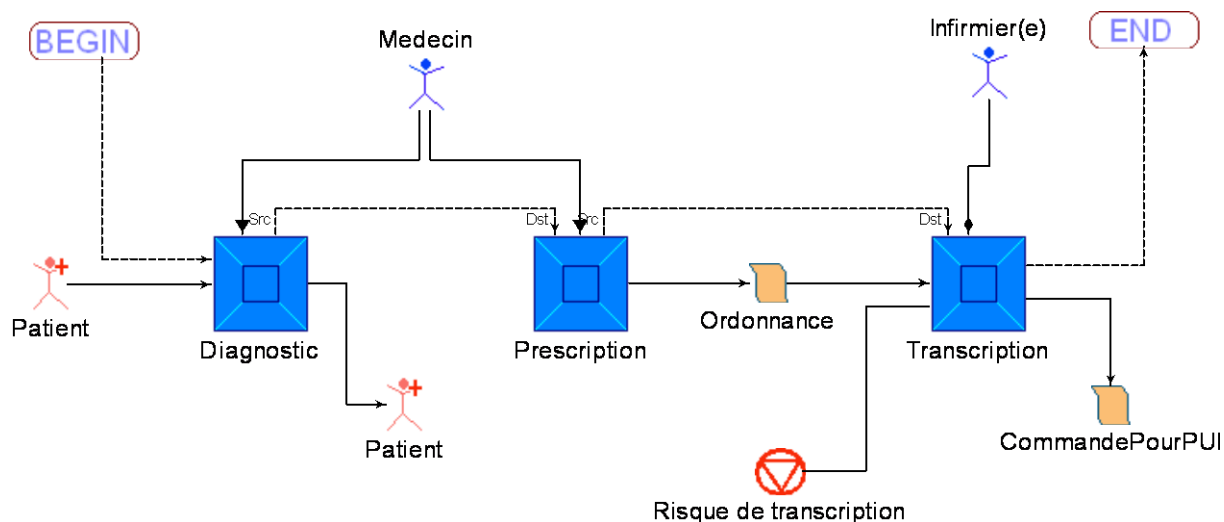 BEGIN
Medecin
Infirmier(e)
END
Src
Dst
Src
Dst
Patient
Diagnostic
Prescription
Ordonnance
Transcription
Patient
CommandePourPUI
Risque de transcription